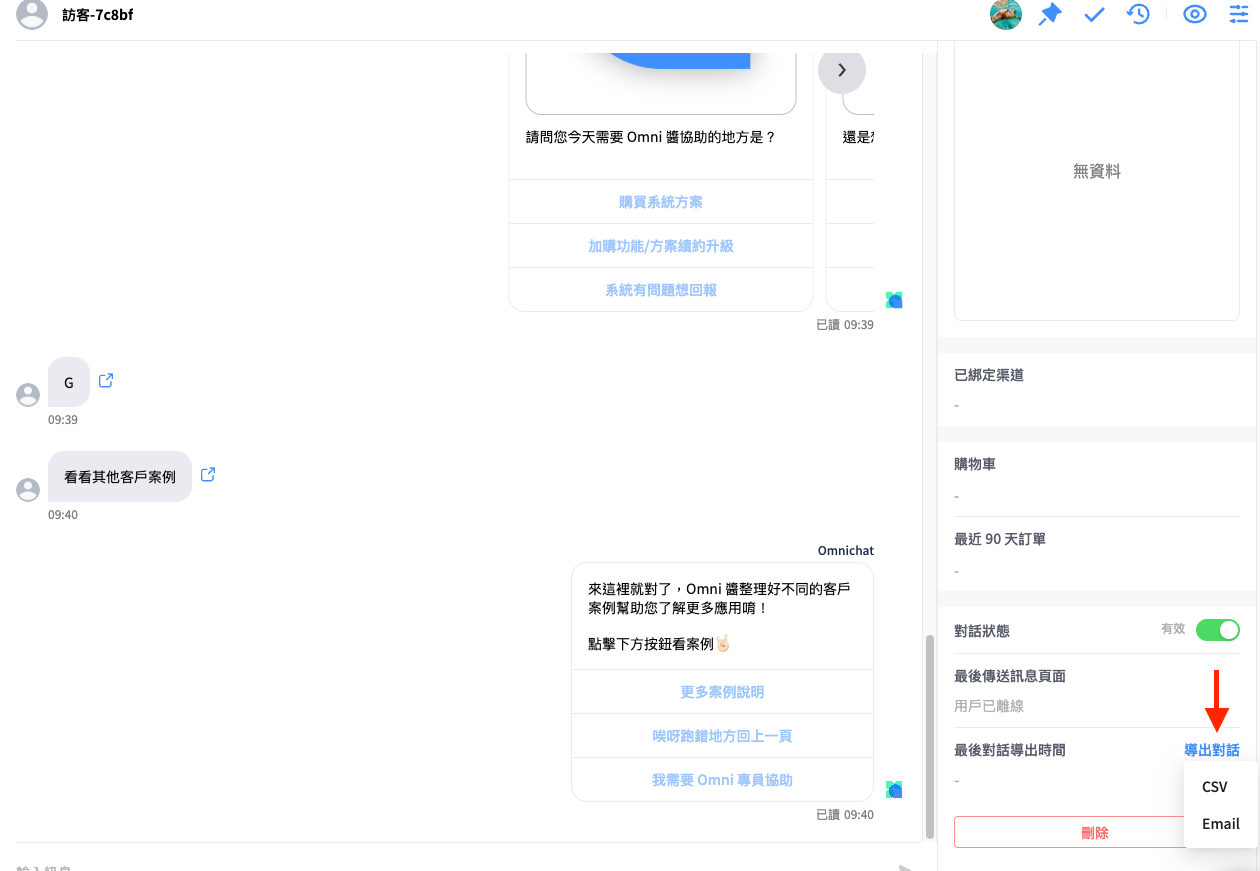 訪客-7c8bf
請問您今天需要 Omni 醬協助的地方是？
還是
購買系統方案
加購功能/方案續約升級
系統有問題想回報
已讀 09:39
G
09:39
看看其他客戶案例
09:40
Omnichat
來這裡就對了，Omni 醬整理好不同的客戶
案例幫助您了解更多應用唷！
點擊下方按鈕看案例🤟🏻
更多案例說明
唉呀跑錯地方回上一頁
我需要 Omni 專員協助
已讀 09:40
無資料
已綁定渠道
-
購物車
-
最近 90 天訂單
-
對話狀態
有效
最後傳送訊息頁面
用戶已離線
最後對話導出時間
導出對話
-
CSV
Email
刪除